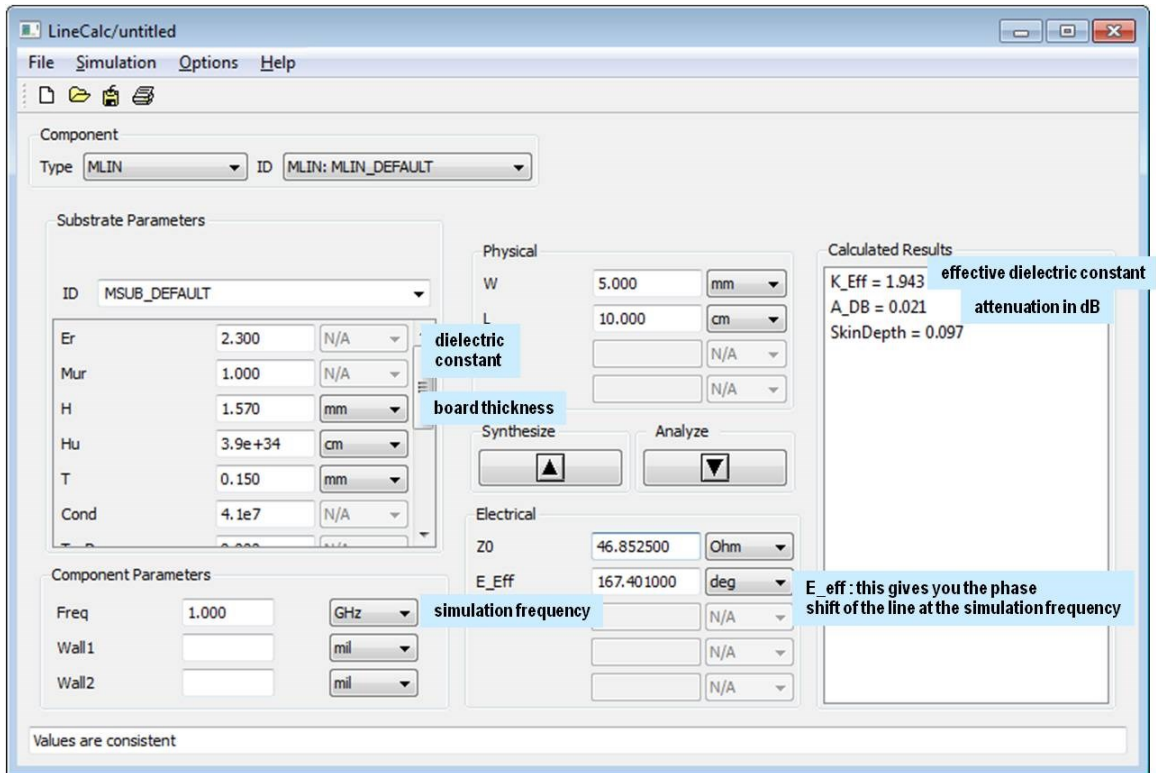 LineCalc/untitled
File Simulation Options Help
Component
Type MLIN ID MLIN: MLIN_DEFAULT
Substrate Parameters
ID MSUB_DEFAULT
Er 2.300 N/A
dielectric
constant
Mur 1.000 N/A
H 1.570 mm
board thickness
Hu 3.9e+34 cm
T 0.150 mm
Cond 4.1e7 N/A
Component Parameters
Freq 1.000 GHz
simulation frequency
Wall1 mil
Wall2 mil
Physical
W 5.000 mm
L 10.000 cm
N/A
N/A
Synthesize Analyze
Electrical
Z0 46.852500 Ohm
E_Eff 167.401000 deg
E_eff : this gives you the phase
shift of the line at the simulation frequency
N/A
N/A
N/A
Calculated Results
K_Eff = 1.943
effective dielectric constant
A_DB = 0.021
attenuation in dB
SkinDepth = 0.097
Values are consistent